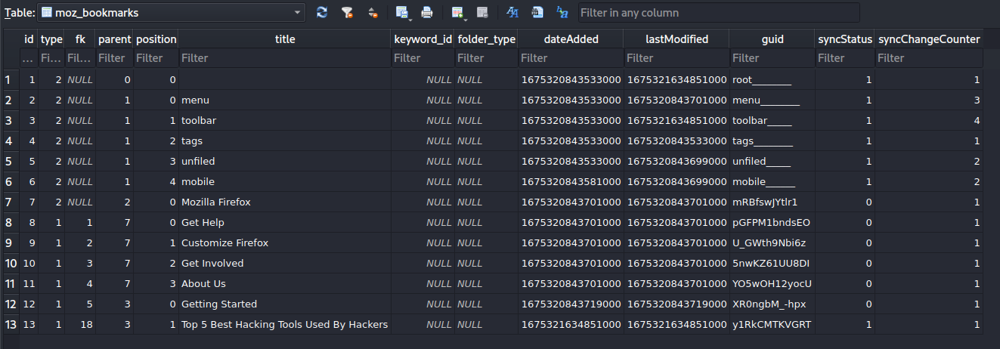 Table: moz_bookmarks Filter in any column
id type fk parent position title keyword_id folder_type dateAdded lastModified guid syncStatus syncChangeCounter
... Fi... Fil... Filter Filter Filter Filter Filter Filter Filter Filter Filter Filter
1 1 2 NULL 0 0 NULL NULL 1675320843533000 1675321634851000 root________ 1 1
2 2 2 NULL 1 0 menu NULL NULL 1675320843533000 1675320843701000 menu________ 1 3
3 3 2 NULL 1 1 toolbar NULL NULL 1675320843533000 1675321634851000 toolbar_____ 1 4
4 4 2 NULL 1 2 tags NULL NULL 1675320843533000 1675320843533000 tags________ 1 1
5 5 2 NULL 1 3 unfiled NULL NULL 1675320843533000 1675320843699000 unfiled_____ 1 2
6 6 2 NULL 1 4 mobile NULL NULL 1675320843581000 1675320843699000 mobile______ 1 2
7 7 2 NULL 2 0 Mozilla Firefox NULL NULL 1675320843701000 1675320843701000 mRBfswJYtlr1 0 1
8 8 1 1 7 0 Get Help NULL NULL 1675320843701000 1675320843701000 pGFPM1bndsEO 0 1
9 9 1 2 7 1 Customize Firefox NULL NULL 1675320843701000 1675320843701000 U_GWth9Nbi6z 0 1
10 10 1 3 7 2 Get Involved NULL NULL 1675320843701000 1675320843701000 5nwKZ61UU8DI 0 1
11 11 1 4 7 3 About Us NULL NULL 1675320843701000 1675320843701000 YO5wOH12yocU 0 1
12 12 1 5 3 0 Getting Started NULL NULL 1675320843719000 1675320843719000 XR0ngbM_-hpx 0 1
13 13 1 18 3 1 Top 5 Best Hacking Tools Used By Hackers NULL NULL 1675321634851000 1675321634851000 y1RkCMTKVGRT 1 1